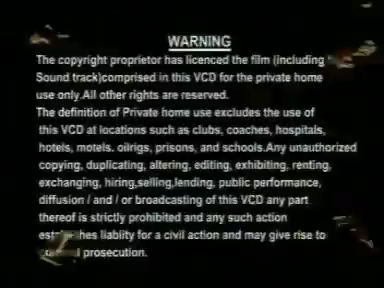 WARNING
The copyright proprietor has licenced the film (including
Sound track)comprised in this VCD for the private home
use only.All other rights are reserved.
The definition of Private home use excludes the use of
this VCD at locations such as clubs, coaches, hospitals,
hotels, motels, oilrigs, prisons, and schools.Any unauthorized
copying, duplicating, altering, editing, exhibiting, renting,
exchanging, hiring,selling,lending, public performance,
diffusion / and / or broadcasting of this VCD any part
thereof is strictly prohibited and any such action
liablity for a civil action and may give rise to
prosecution.